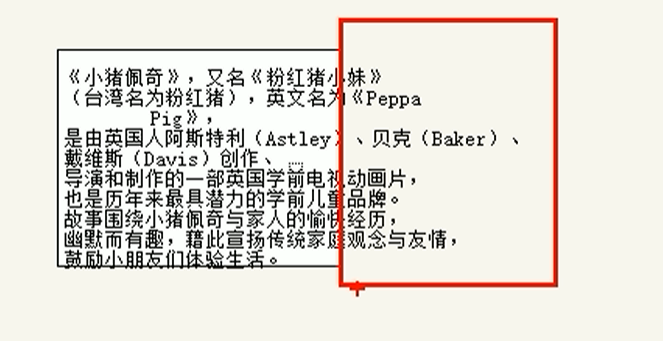 《小猪佩奇》，又名《粉红猪小妹》
（台湾名为粉红猪），英文名为《Peppa
Pig》，
是由英国人阿斯特利（Astley）、贝克（Baker）、
戴维斯（Davis）创作、
导演和制作的一部英国学前电视动画片，
也是历年来最具潜力的学前儿童品牌。
故事围绕小猪佩奇与家人的愉快经历，
幽默而有趣，藉此宣扬传统家庭观念与友情，
鼓励小朋友们体验生活。